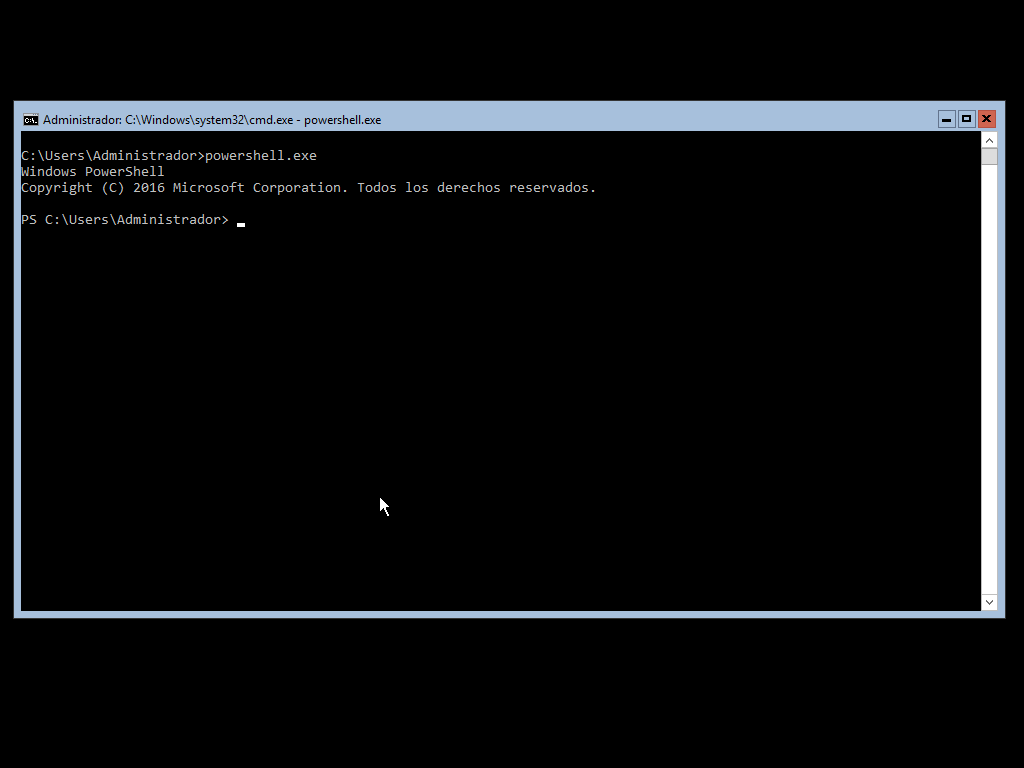 Administrador: C:\Windows\system32\cmd.exe - powershell.exe
C:\Users\Administrador>powershell.exe
Windows PowerShell
Copyright (C) 2016 Microsoft Corporation. Todos los derechos reservados.
PS C:\Users\Administrador>